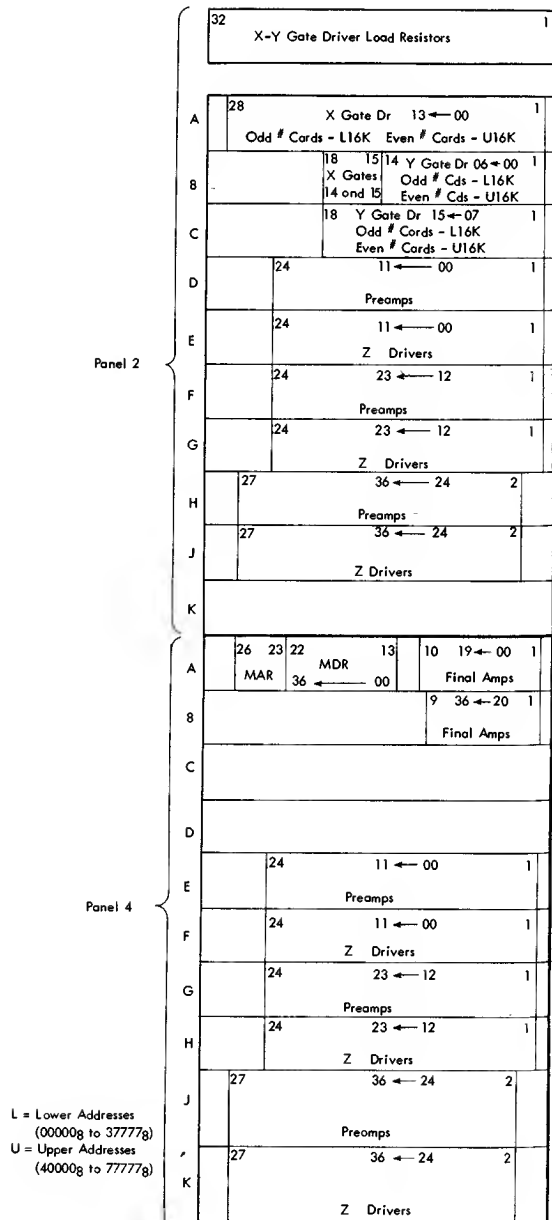 32 1
X-Y Gate Driver Load Resistors
Panel 2
A
28 X Gate Dr 13←00 1
Odd # Cards - L16K Even # Cards - U16K
8
18 15 14 Y Gate Dr 06←00 1
X Gates Odd # Cds - L16K
14 ond 15 Even # Cds - U16K
C
18 Y Gate Dr 15←07 1
Odd # Cords - L16K
Even # Cards - U16K
D
24 11←00 1
Preamps
E
24 11←00 1
Z Drivers
F
24 23←12 1
Preamps
G
24 23←12 1
Z Drivers
H
27 36←24 2
Preamps
J
27 36←24 2
Z Drivers
K
Panel 4
A
26 23 22 13 10 19←00 1
MAR MDR Final Amps
36←00
8
9 36←20 1
Final Amps
C
D
E
24 11←00 1
Preamps
F
24 11←00 1
Z Drivers
G
24 23←12 1
Preamps
H
24 23←12 1
Z Drivers
J
27 36←24 2
Preomps
K
27 36←24 2
Z Drivers
L = Lower Addresses
(00000₈ to 37777₈)
U = Upper Addresses
(40000₈ to 77777₈)